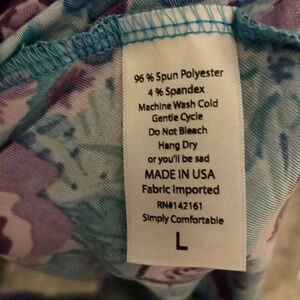 96 % Spun Polyester
4 % Spandex
Machine Wash Cold
Gentle Cycle
Do Not Bleach
Hang Dry
or you'll be sad
MADE IN USA
Fabric Imported
RN#142161
Simply Comfortable
L